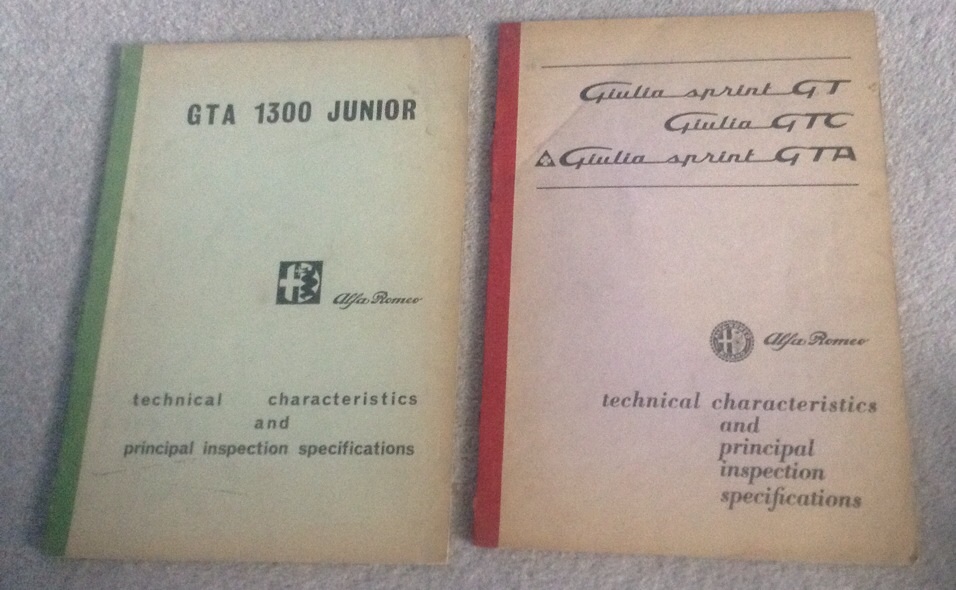 GTA 1300 JUNIOR
Alfa Romeo
technical characteristics
and
principal inspection specifications
Giulia sprint GT
Giulia GTC
Giulia sprint GTA
Alfa Romeo
technical characteristics
and
principal
inspection
specifications